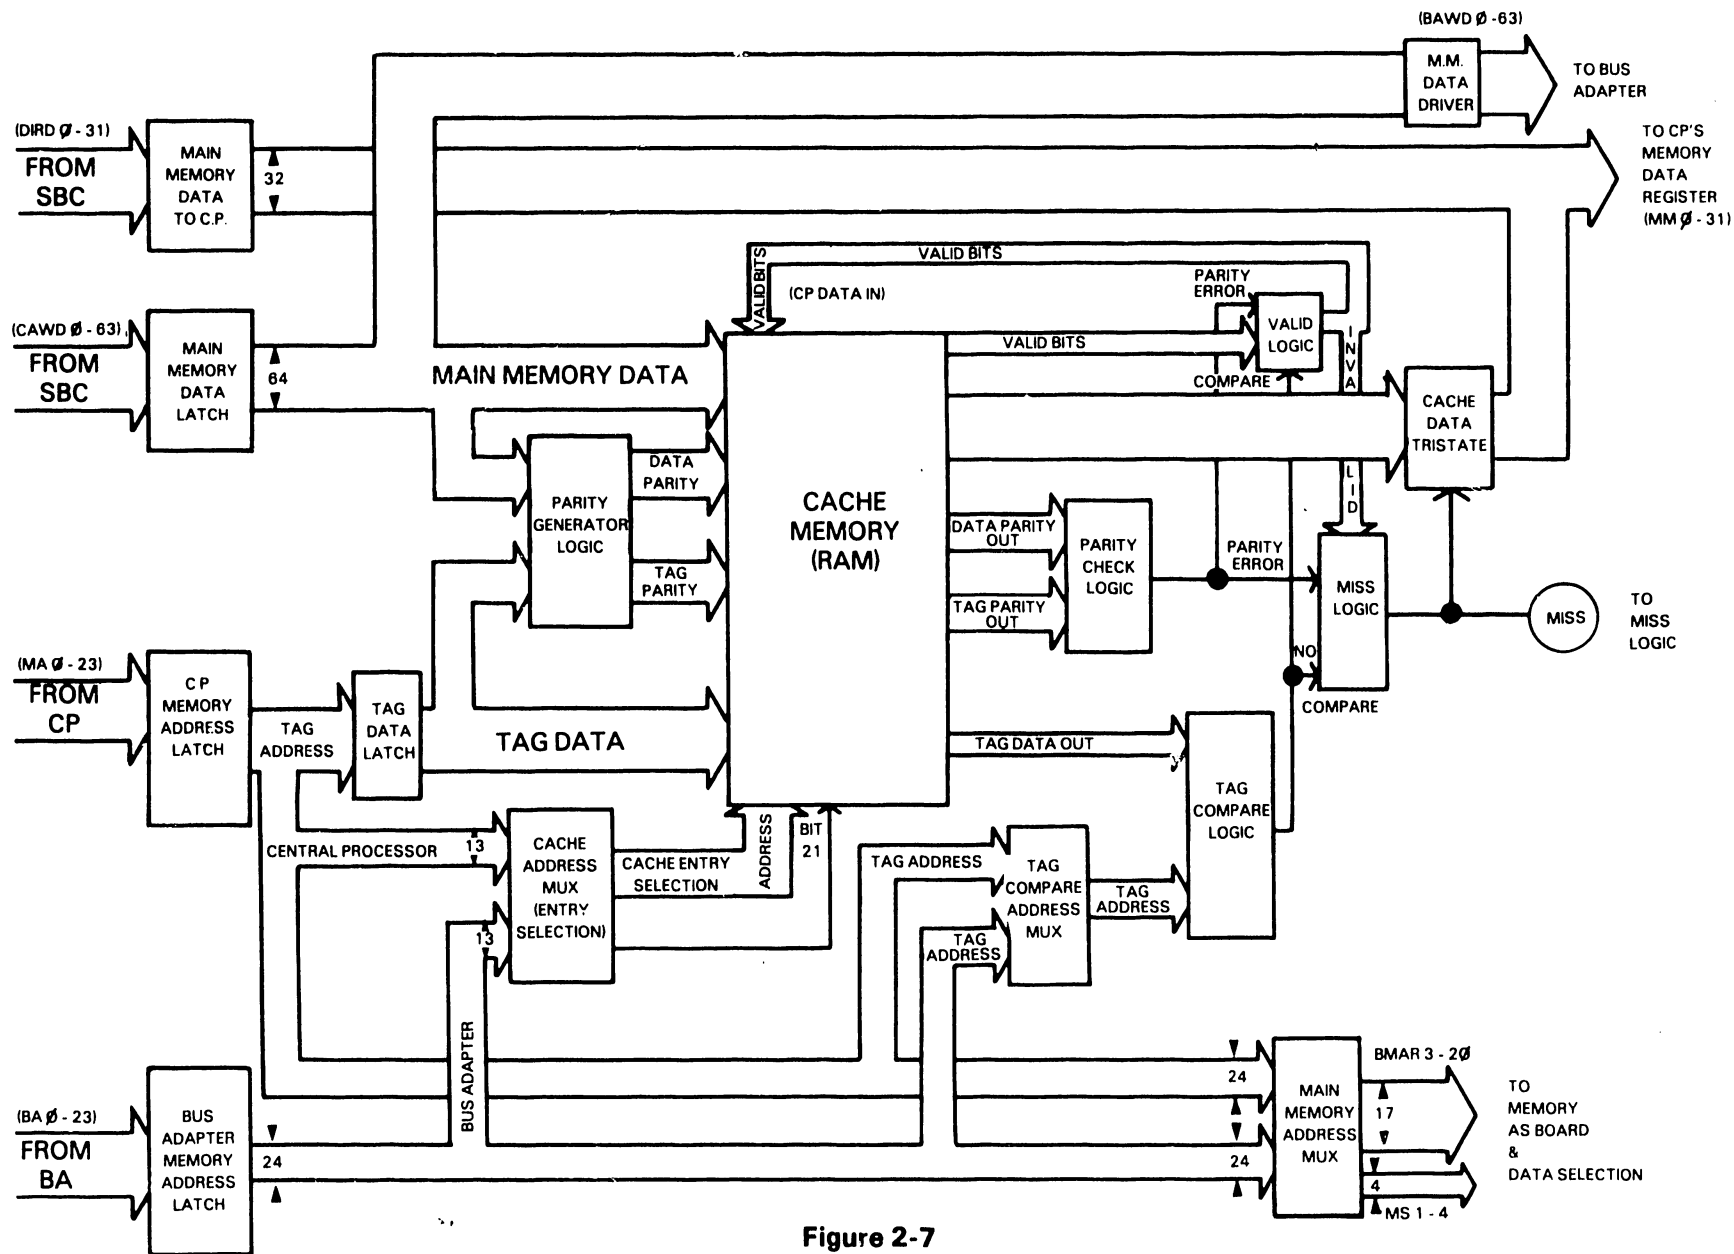 (BAWD Ø - 63)
M.M.
DATA
DRIVER
TO BUS
ADAPTER
(DIRD Ø - 31)
FROM
SBC
MAIN
MEMORY
DATA
TO C.P.
32
TO CP'S
MEMORY
DATA
REGISTER
(MM Ø - 31)
(CAWD Ø - 63)
FROM
SBC
MAIN
MEMORY
DATA
LATCH
64
VALID BITS
VALID BITS
(CP DATA IN)
PARITY
ERROR
VALID
LOGIC
VALID BITS
COMPARE
INVALID
MAIN MEMORY DATA
CACHE
DATA
TRISTATE
PARITY
GENERATOR
LOGIC
DATA
PARITY
TAG
PARITY
CACHE
MEMORY
(RAM)
DATA PARITY
OUT
TAG PARITY
OUT
PARITY
CHECK
LOGIC
PARITY
ERROR
MISS
LOGIC
NO
COMPARE
MISS
TO
MISS
LOGIC
(MA Ø - 23)
FROM
CP
CP
MEMORY
ADDRESS
LATCH
TAG
ADDRESS
TAG
DATA
LATCH
TAG DATA
TAG DATA OUT
TAG
COMPARE
LOGIC
CENTRAL PROCESSOR
13
13
CACHE
ADDRESS
MUX
(ENTRY
SELECTION)
CACHE ENTRY
SELECTION
ADDRESS
BIT
21
TAG ADDRESS
TAG
ADDRESS
TAG
COMPARE
ADDRESS
MUX
TAG
ADDRESS
BUS ADAPTER
(BA Ø - 23)
FROM
BA
BUS
ADAPTER
MEMORY
ADDRESS
LATCH
24
24
24
MAIN
MEMORY
ADDRESS
MUX
BMAR 3 - 2Ø
17
4
MS 1 - 4
TO
MEMORY
AS BOARD
&
DATA SELECTION
Figure 2-7